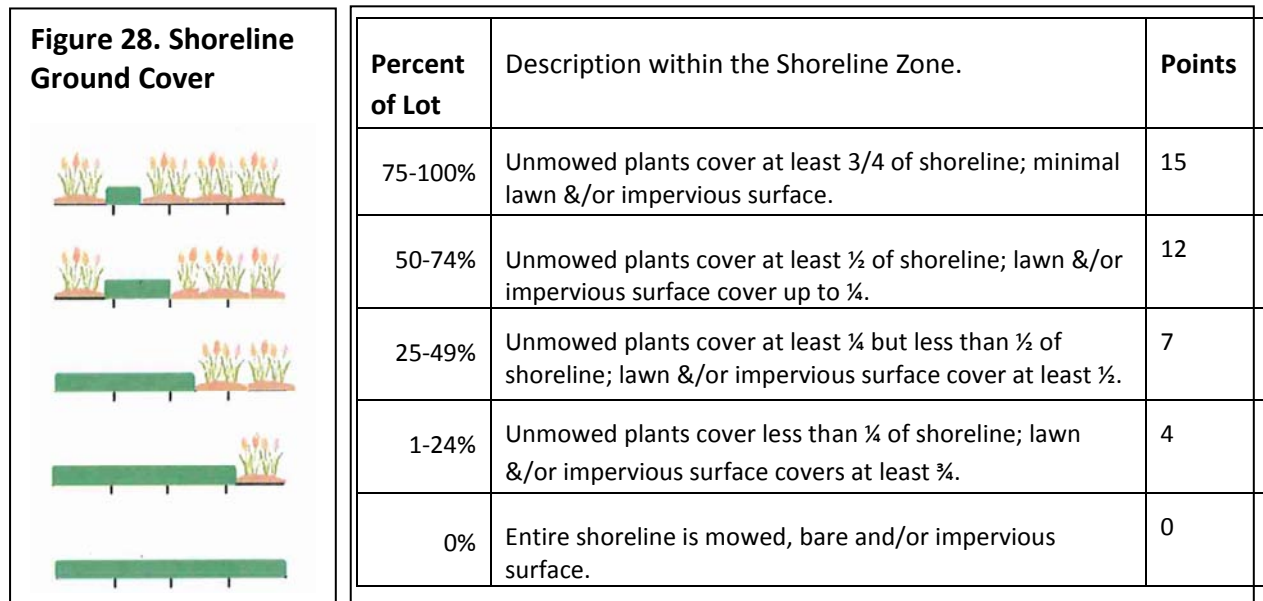 Figure 28. Shoreline
Ground Cover
Percent
of Lot
Description within the Shoreline Zone.
Points
75-100%
Unmowed plants cover at least 3/4 of shoreline; minimal
lawn &/or impervious surface.
15
50-74%
Unmowed plants cover at least ½ of shoreline; lawn &/or
impervious surface cover up to ¼.
12
25-49%
Unmowed plants cover at least ¼ but less than ½ of
shoreline; lawn &/or impervious surface cover at least ½.
7
1-24%
Unmowed plants cover less than ¼ of shoreline; lawn
&/or impervious surface covers at least ¾.
4
0%
Entire shoreline is mowed, bare and/or impervious
surface.
0